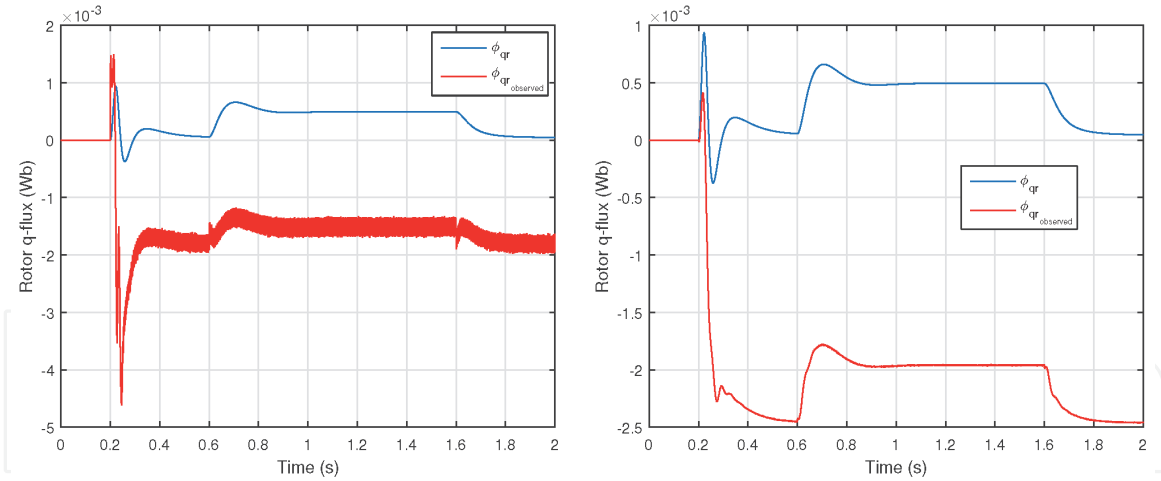 ×10⁻³
2
1
0
-1
-2
-3
-4
-5
Rotor q-flux (Wb)
ϕqr
ϕqr observed
0 0.2 0.4 0.6 0.8 1 1.2 1.4 1.6 1.8 2
Time (s)
×10⁻³
1
0.5
0
-0.5
-1
-1.5
-2
-2.5
Rotor q-flux (Wb)
ϕqr
ϕqr observed
0 0.2 0.4 0.6 0.8 1 1.2 1.4 1.6 1.8 2
Time (s)